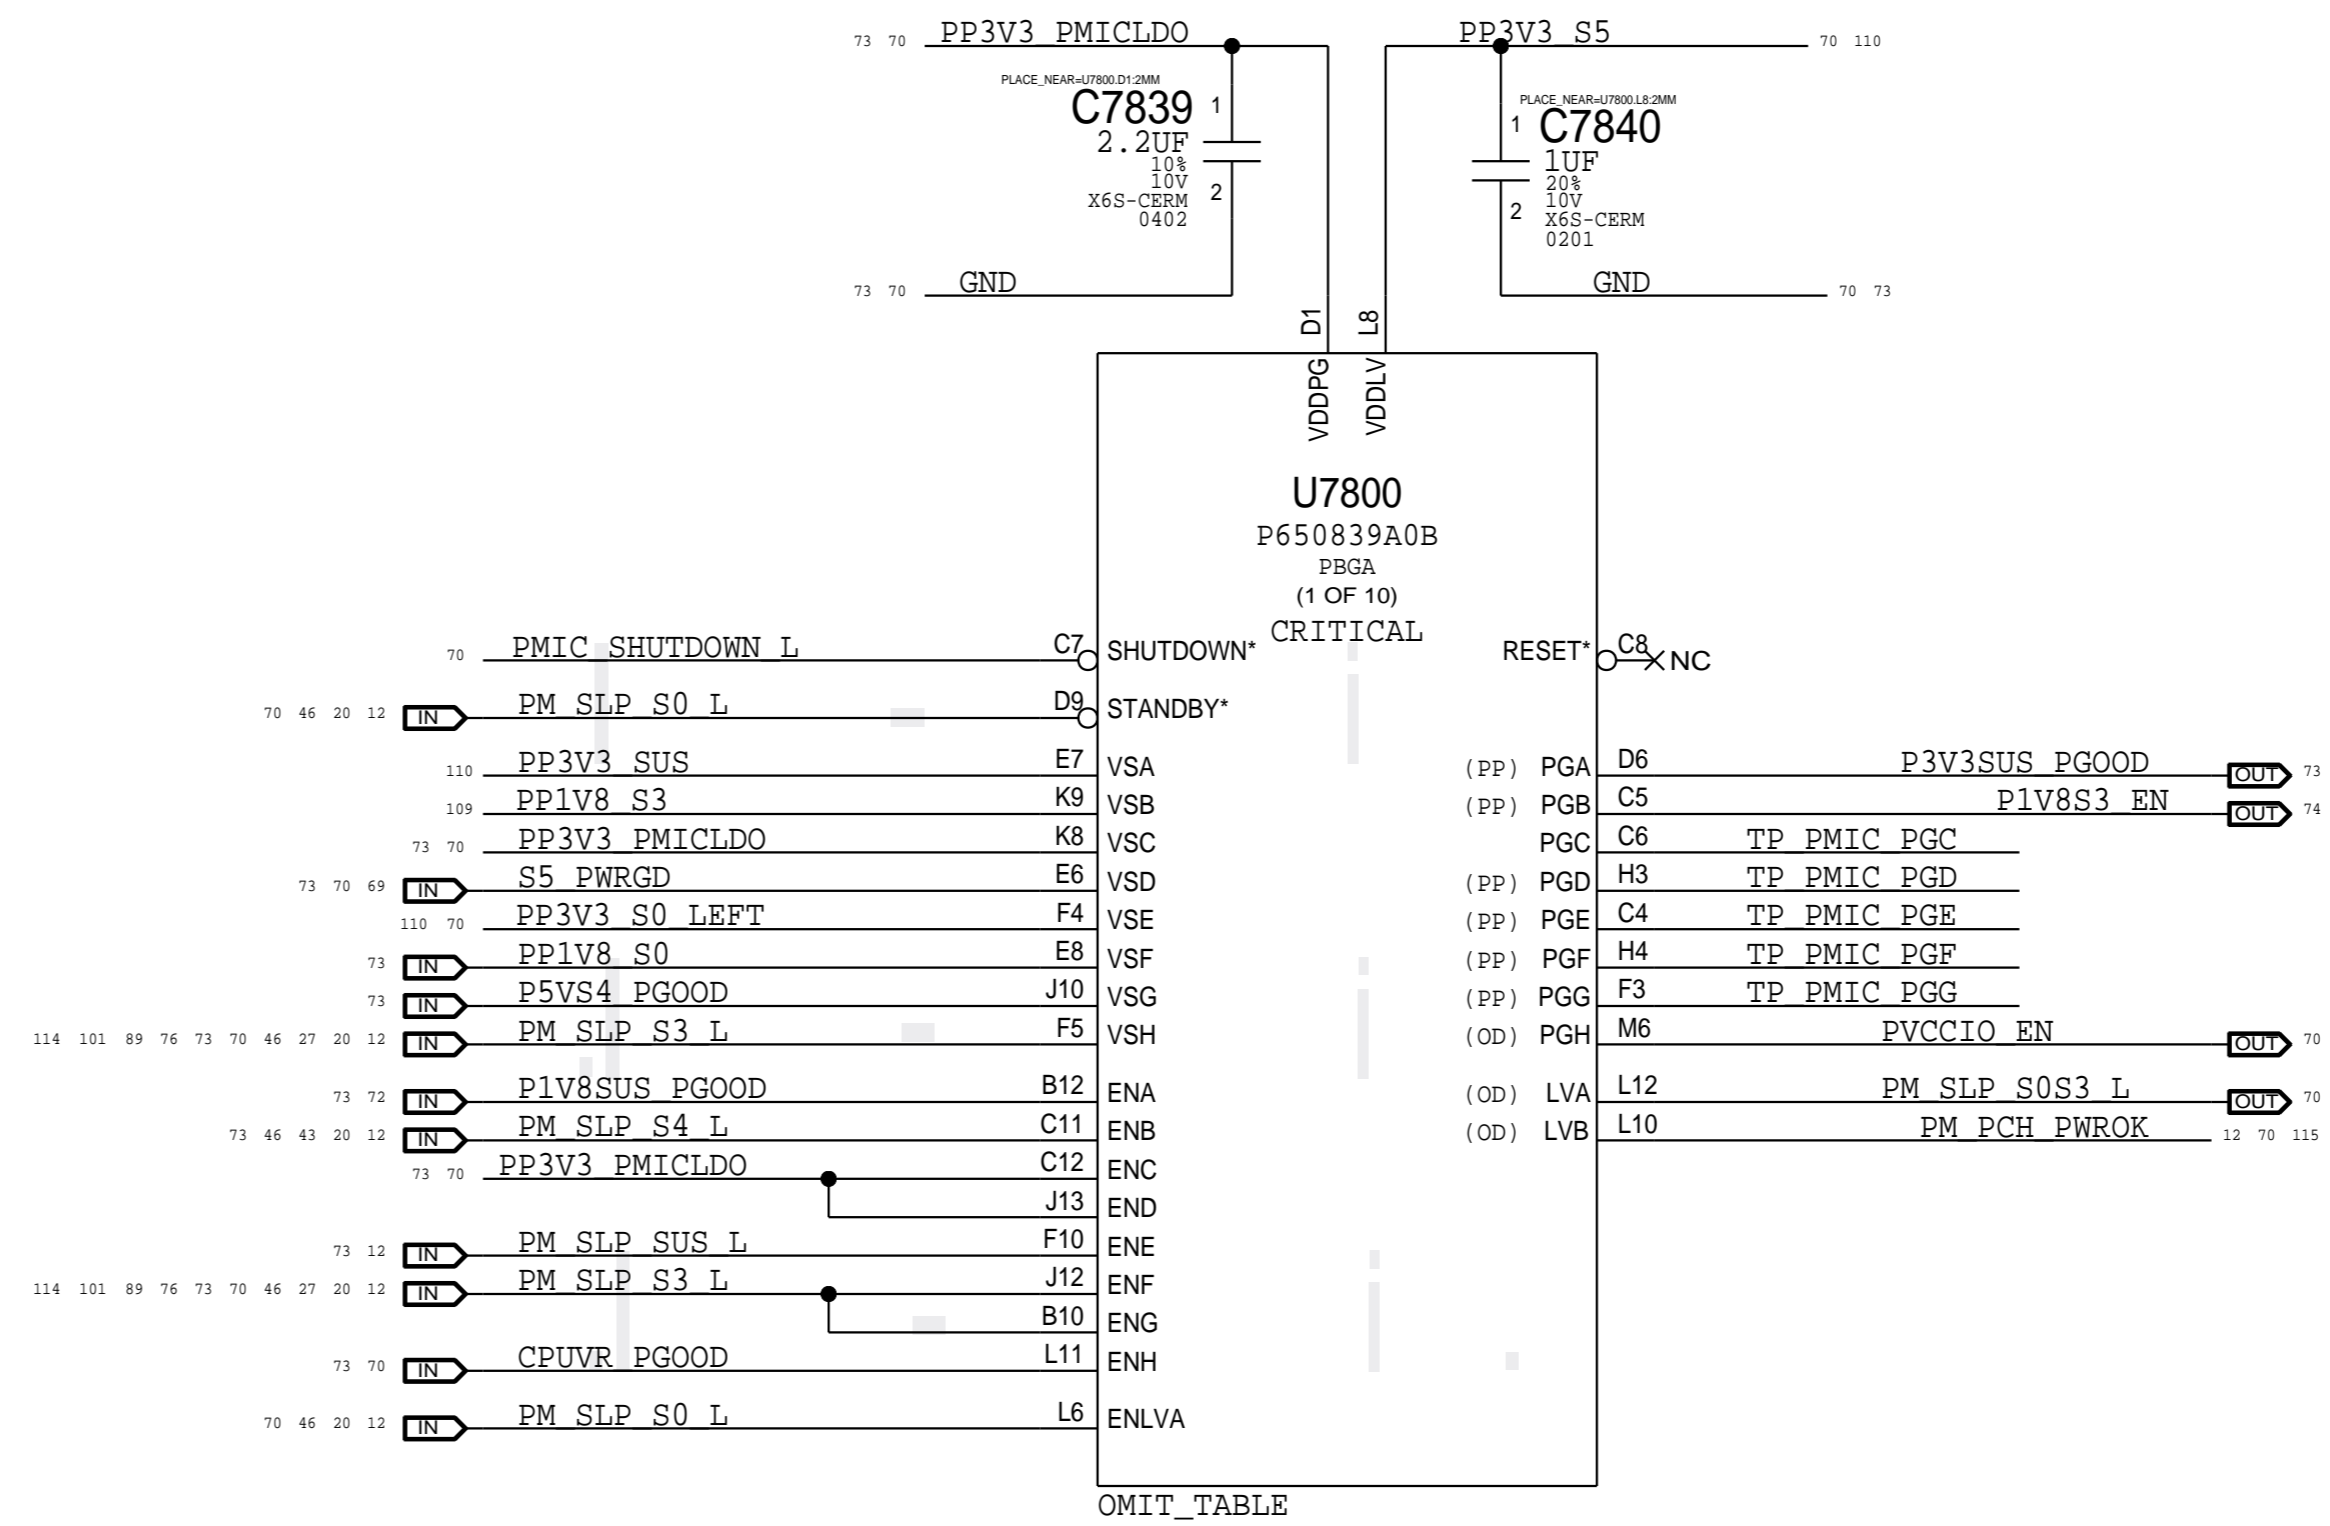 73 70 PP3V3_PMICLDO PP3V3_S5 70 110
PLACE_NEAR=U7800.D1:2MM
C7839 1
2.2UF
10%
10V
X6S-CERM 2
0402
PLACE_NEAR=U7800.L8:2MM
1 C7840
1UF
20%
10V
2 X6S-CERM
0201
73 70 GND GND 70 73
D1 L8
VDDPG VDDLV
U7800
P650839A0B
PBGA
(1 OF 10)
CRITICAL
70 PMIC_SHUTDOWN_L C7 SHUTDOWN* RESET* C8 NC
70 46 20 12 IN PM_SLP_S0_L D9 STANDBY*
110 PP3V3_SUS E7 VSA (PP) PGA D6 P3V3SUS_PGOOD OUT 73
109 PP1V8_S3 K9 VSB (PP) PGB C5 P1V8S3_EN OUT 74
73 70 PP3V3_PMICLDO K8 VSC PGC C6 TP_PMIC_PGC
73 70 69 IN S5_PWRGD E6 VSD (PP) PGD H3 TP_PMIC_PGD
110 70 PP3V3_S0_LEFT F4 VSE (PP) PGE C4 TP_PMIC_PGE
73 IN PP1V8_S0 E8 VSF (PP) PGF H4 TP_PMIC_PGF
73 IN P5VS4_PGOOD J10 VSG (PP) PGG F3 TP_PMIC_PGG
114 101 89 76 73 70 46 27 20 12 IN PM_SLP_S3_L F5 VSH (OD) PGH M6 PVCCIO_EN OUT 70
73 72 IN P1V8SUS_PGOOD B12 ENA (OD) LVA L12 PM_SLP_S0S3_L OUT 70
73 46 43 20 12 IN PM_SLP_S4_L C11 ENB (OD) LVB L10 PM_PCH_PWROK 12 70 115
73 70 PP3V3_PMICLDO C12 ENC
J13 END
73 12 IN PM_SLP_SUS_L F10 ENE
114 101 89 76 73 70 46 27 20 12 IN PM_SLP_S3_L J12 ENF
B10 ENG
73 70 IN CPUVR_PGOOD L11 ENH
70 46 20 12 IN PM_SLP_S0_L L6 ENLVA
OMIT_TABLE